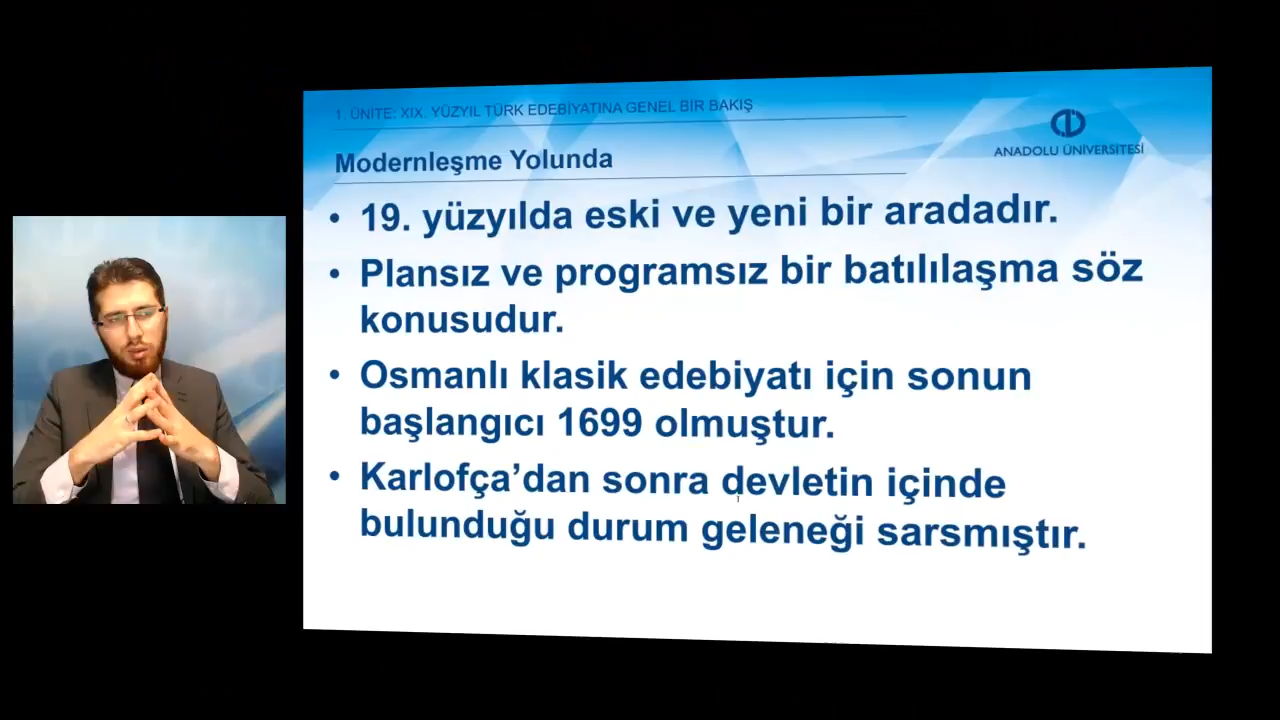 1. ÜNİTE: XIX. YÜZYIL TÜRK EDEBİYATINA GENEL BİR BAKIŞ
ANADOLU ÜNİVERSİTESİ
Modernleşme Yolunda
• 19. yüzyılda eski ve yeni bir aradadır.
• Plansız ve programsız bir batılılaşma söz
konusudur.
• Osmanlı klasik edebiyatı için sonun
başlangıcı 1699 olmuştur.
• Karlofça’dan sonra devletin içinde
bulunduğu durum geleneği sarsmıştır.